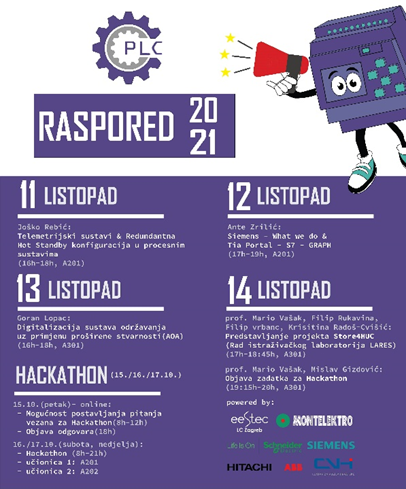 PLC
RASPORED 20
21
11 LISTOPAD
Joško Rebić:
Telemetrijski sustavi & Redundantna
Hot Standby konfiguracija u procesnim
sustavima
(16h-18h, A201)
12 LISTOPAD
Ante Zrilić:
Siemens - What we do &
Tia Portal - S7 - GRAPH
(17h-19h, A201)
13 LISTOPAD
Goran Lopac:
Digitalizacija sustava održavanja
uz primjenu proširene stvarnosti(AOA)
(16h-18h, A301)
14 LISTOPAD
prof. Mario Vašak, Filip Rukavina,
Filip vrbanc, Krisitina Radoš-Cvišić:
Predstavljanje projekta Store4HUC
(Rad istraživačkog laboratorija LARES)
(17h-18:45h, A301)
prof. Mario Vašak, Mislav Gizdović:
Objava zadatka za Hackathon
(19:15h-20h, A301)
HACKATHON (15./16./17.10.)
15.10.(petak)- online:
- Mogućnost postavljanja pitanja
vezana za Hackathon(8h-12h)
- Objava odgovora(18h)
16./17.10.(subota, nedjelja):
- Hackathon (8h-21h)
- učionica 1: A201
- učionica 2: A202
powered by:
eestec
LC Zagreb
MONTELEKTRO
Life Is On
Schneider
Electric
SIEMENS
HITACHI
ABB